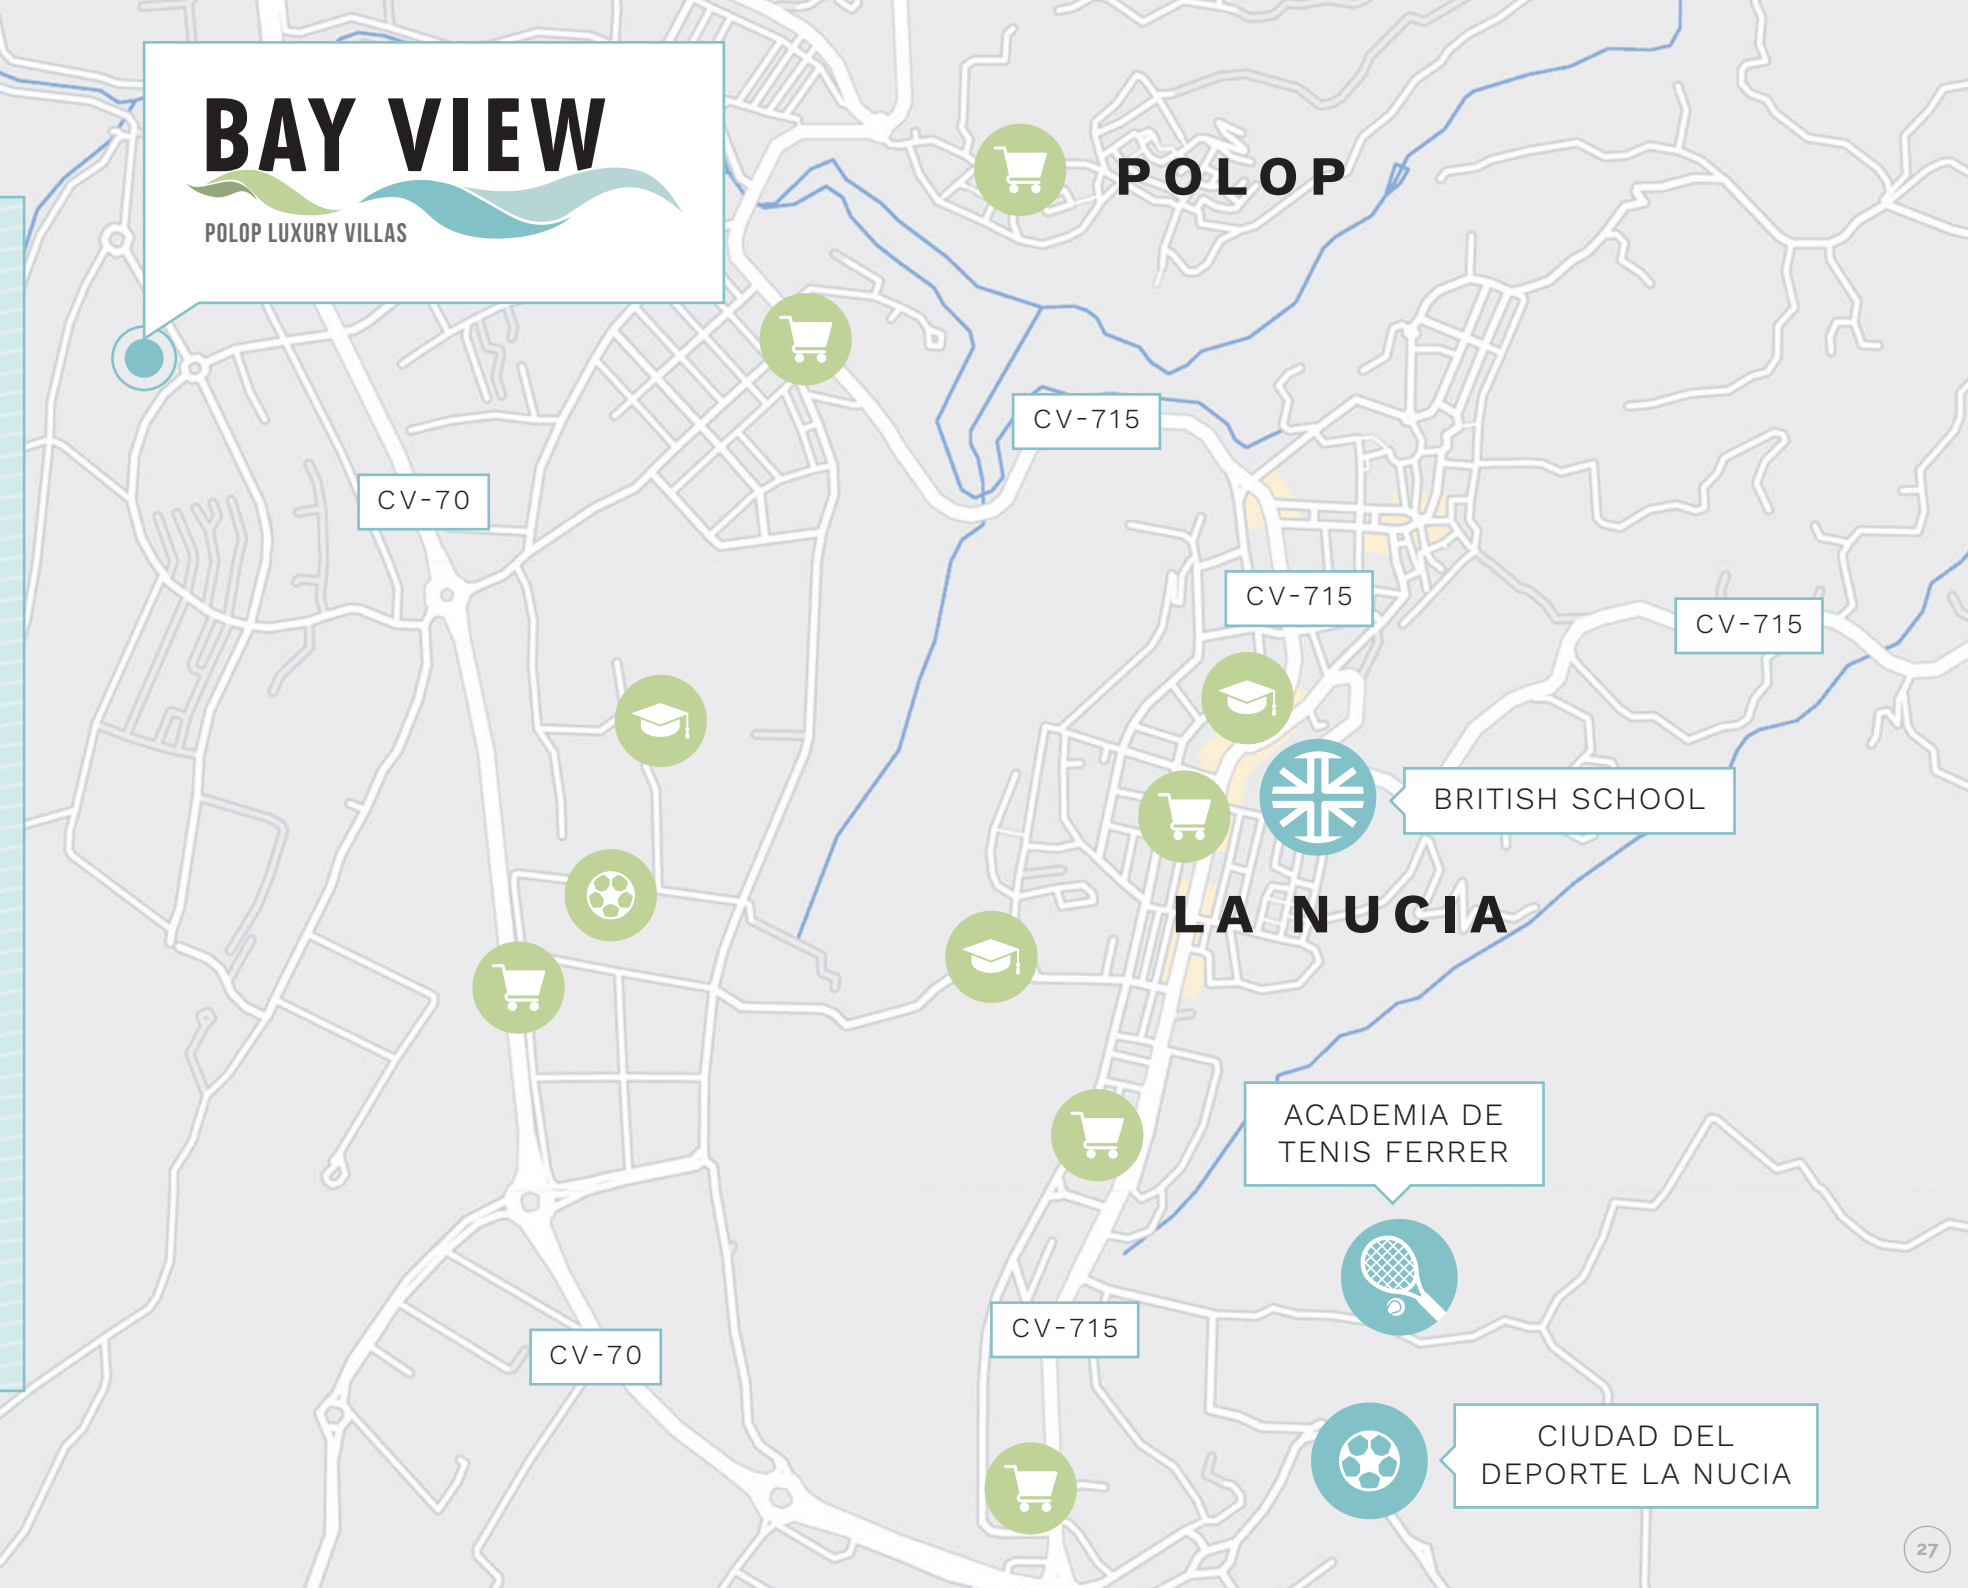 BAY VIEW
POLOP LUXURY VILLAS
POLOP
CV-715
CV-70
CV-715
CV-715
BRITISH SCHOOL
LA NUCIA
ACADEMIA DE
TENIS FERRER
CV-715
CV-70
CIUDAD DEL
DEPORTE LA NUCIA
27